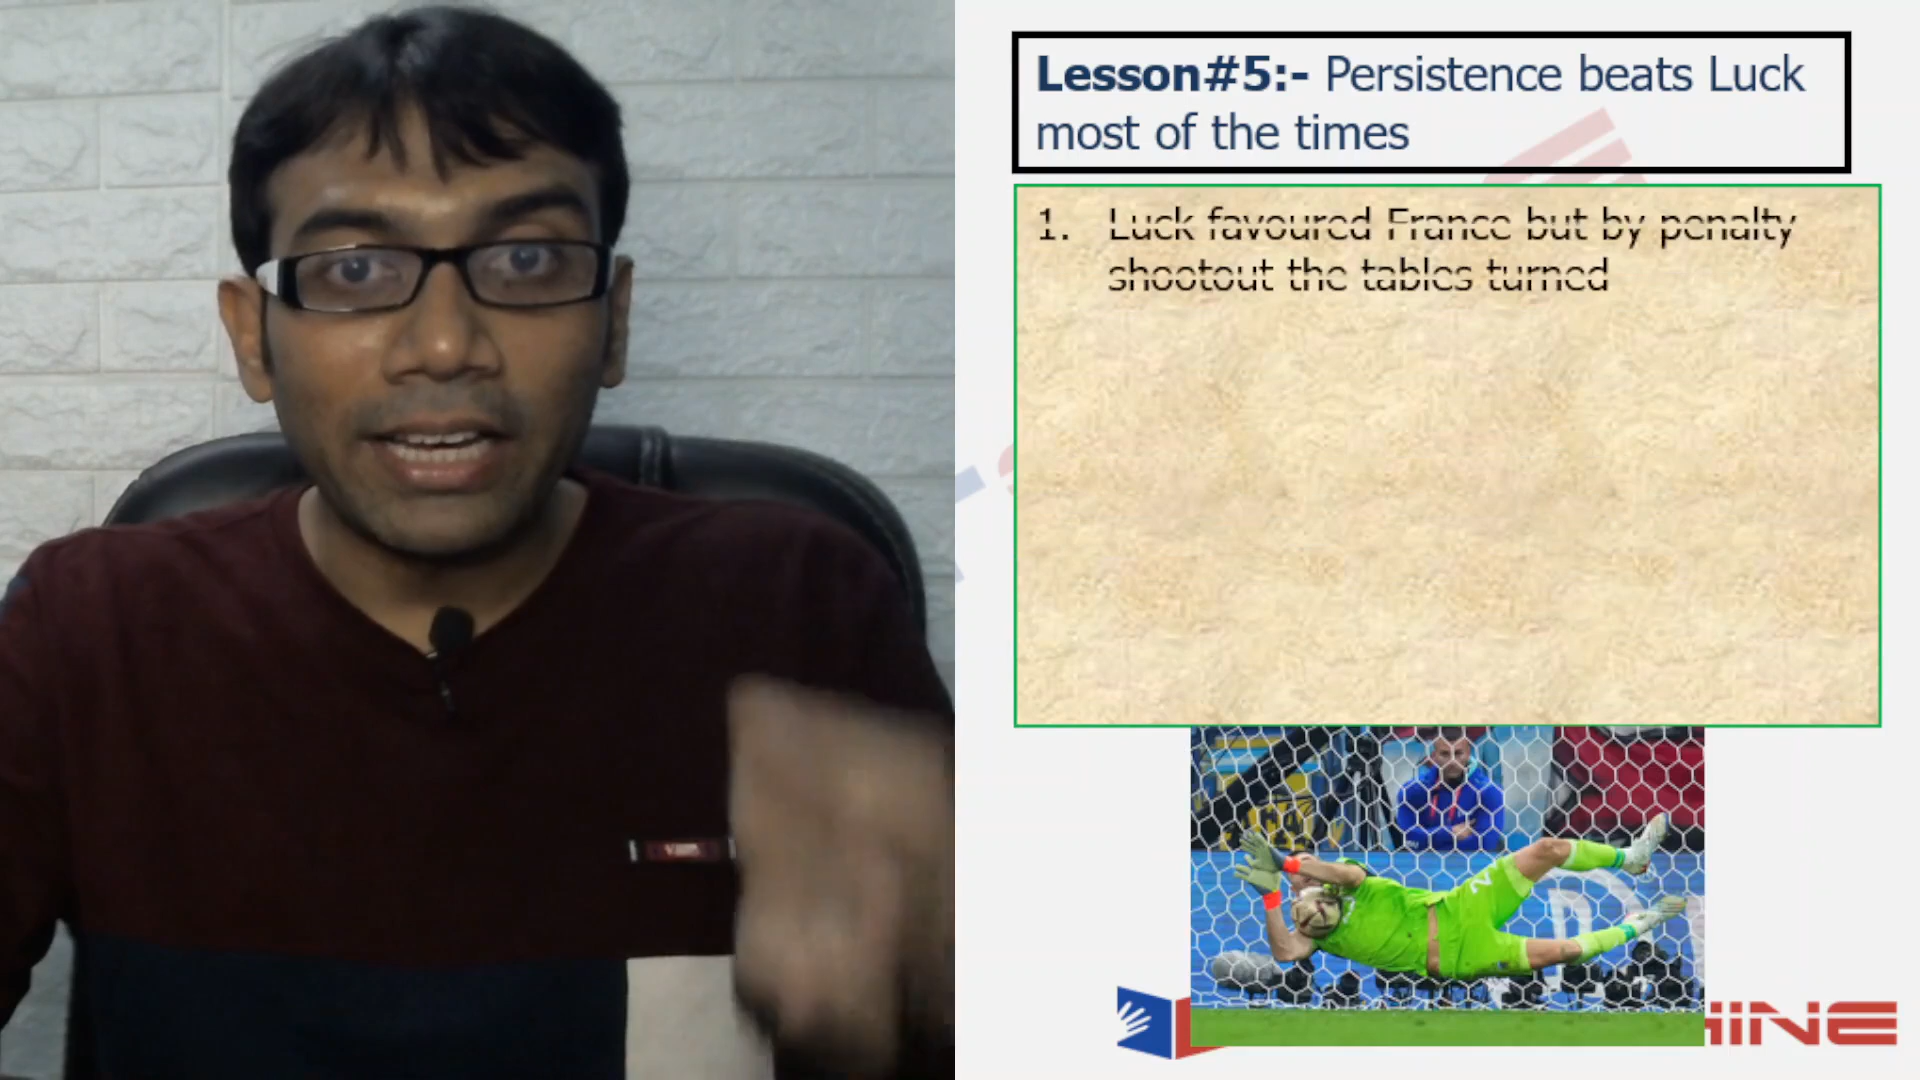 Lesson#5:- Persistence beats Luck
most of the times
1. Luck favoured France but by penalty
shootout the tables turned